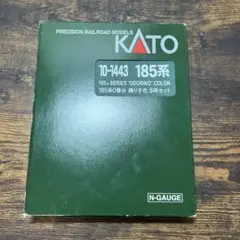 PRECISION RAILROAD MODELS
KATO
10-1443 185系
185 SERIES "ODORIKO" COLOR
185系0番台 踊り子色 5両セット
N-GAUGE